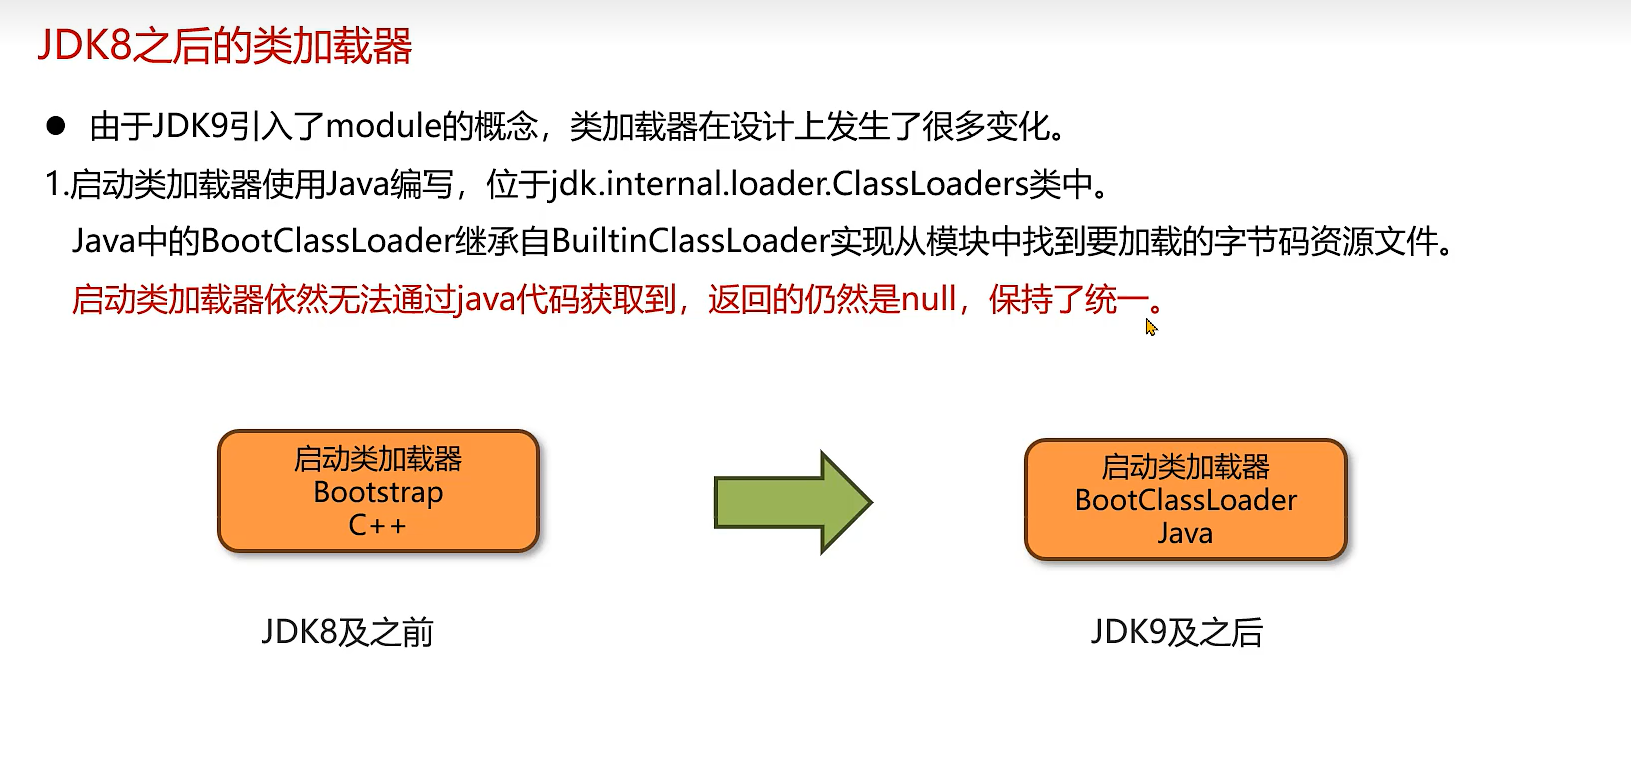 JDK8之后的类加载器
● 由于JDK9引入了module的概念，类加载器在设计上发生了很多变化。
1.启动类加载器使用Java编写，位于jdk.internal.loader.ClassLoaders类中。
Java中的BootClassLoader继承自BuiltinClassLoader实现从模块中找到要加载的字节码资源文件。
启动类加载器依然无法通过java代码获取到，返回的仍然是null，保持了统一。
启动类加载器
Bootstrap
C++
启动类加载器
BootClassLoader
Java
JDK8及之前
JDK9及之后